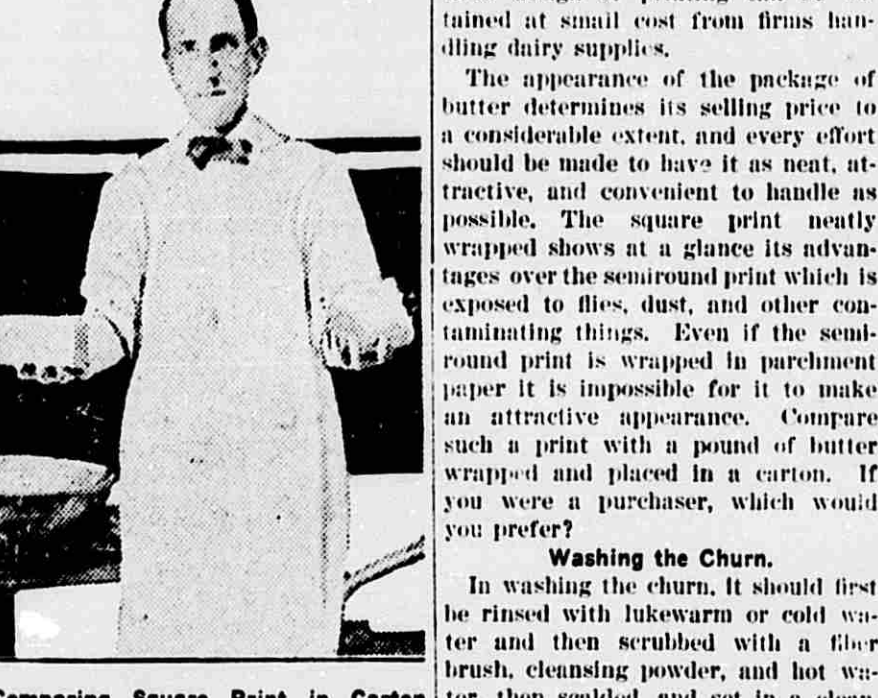 tained at small cost from firms han-
dling dairy supplies.
The appearance of the package of
butter determines its selling price to
a considerable extent, and every effort
should be made to have it as neat, at-
tractive, and convenient to handle as
possible. The square print neatly
wrapped shows at a glance its advan-
tages over the semiround print which is
exposed to flies, dust, and other con-
taminating things. Even if the semi-
round print is wrapped in parchment
paper it is impossible for it to make
an attractive appearance. Compare
such a print with a pound of butter
wrapped and placed in a carton. If
you were a purchaser, which would
you prefer?
Washing the Churn.
In washing the churn, it should first
be rinsed with lukewarm or cold wa-
ter and then scrubbed with a fiber
brush, cleansing powder, and hot wa-
ter, then scalded and set in a clean
Comparing Square Print in Carton